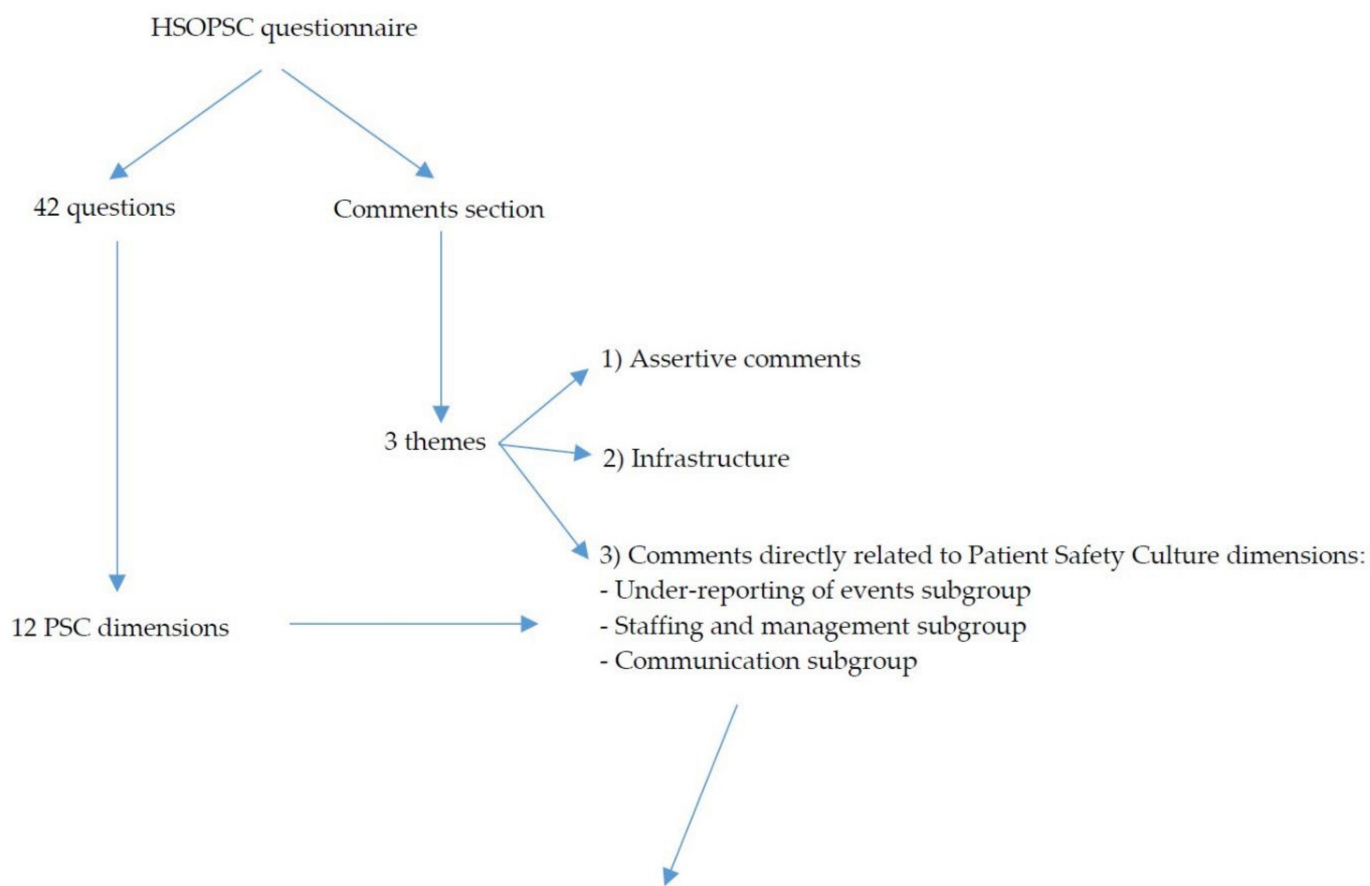 HSOPSC questionnaire
42 questions
Comments section
1) Assertive comments
3 themes
2) Infrastructure
3) Comments directly related to Patient Safety Culture dimensions:
- Under-reporting of events subgroup
12 PSC dimensions
- Staffing and management subgroup
- Communication subgroup